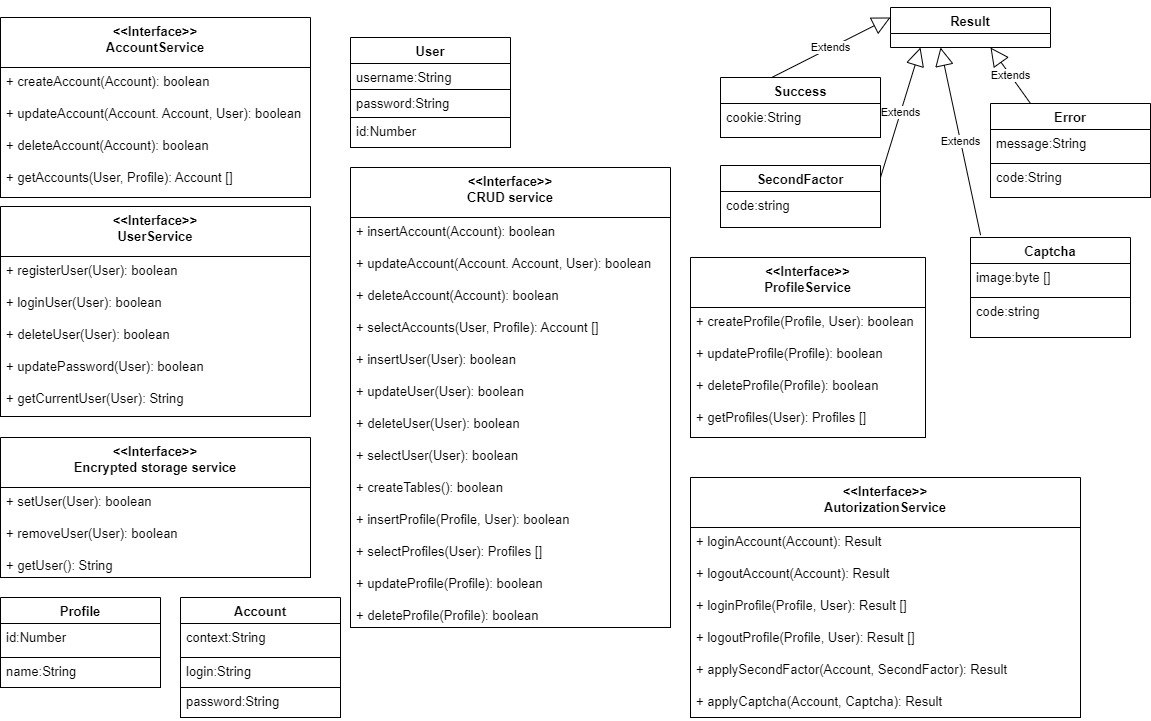 <<Interface>>
AccountService
+ createAccount(Account): boolean
+ updateAccount(Account. Account, User): boolean
+ deleteAccount(Account): boolean
+ getAccounts(User, Profile): Account []
<<Interface>>
UserService
+ registerUser(User): boolean
+ loginUser(User): boolean
+ deleteUser(User): boolean
+ updatePassword(User): boolean
+ getCurrentUser(User): String
<<Interface>>
Encrypted storage service
+ setUser(User): boolean
+ removeUser(User): boolean
+ getUser(): String
Profile
id:Number
name:String
Account
context:String
login:String
password:String
User
username:String
password:String
id:Number
<<Interface>>
CRUD service
+ insertAccount(Account): boolean
+ updateAccount(Account. Account, User): boolean
+ deleteAccount(Account): boolean
+ selectAccounts(User, Profile): Account []
+ insertUser(User): boolean
+ updateUser(User): boolean
+ deleteUser(User): boolean
+ selectUser(User): boolean
+ createTables(): boolean
+ insertProfile(Profile, User): boolean
+ selectProfiles(User): Profiles []
+ updateProfile(Profile): boolean
+ deleteProfile(Profile): boolean
Result
Extends
Extends
Extends
Extends
Success
cookie:String
SecondFactor
code:string
Error
message:String
code:String
Captcha
image:byte []
code:string
<<Interface>>
ProfileService
+ createProfile(Profile, User): boolean
+ updateProfile(Profile): boolean
+ deleteProfile(Profile): boolean
+ getProfiles(User): Profiles []
<<Interface>>
AutorizationService
+ loginAccount(Account): Result
+ logoutAccount(Account): Result
+ loginProfile(Profile, User): Result []
+ logoutProfile(Profile, User): Result []
+ applySecondFactor(Account, SecondFactor): Result
+ applyCaptcha(Account, Captcha): Result